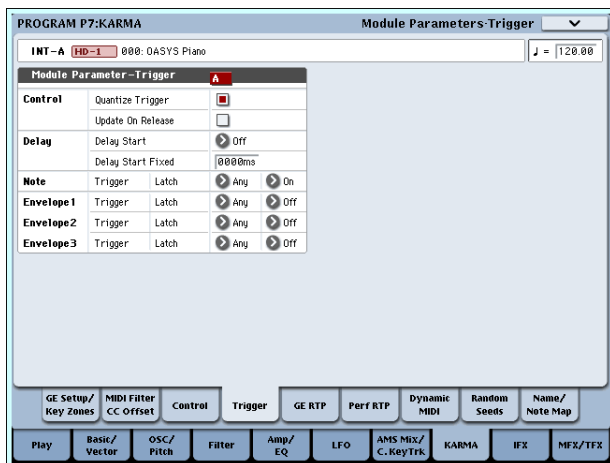 PROGRAM P7:KARMA Module Parameters-Trigger
INT-A HD-1 000: OASYS Piano ♩ = 120.00
Module Parameter-Trigger A
Control Quantize Trigger
Update On Release
Delay Delay Start Off
Delay Start Fixed 0000ms
Note Trigger Latch Any On
Envelope1 Trigger Latch Any Off
Envelope2 Trigger Latch Any Off
Envelope3 Trigger Latch Any Off
GE Setup/ MIDI Filter Control Trigger GE RTP Perf RTP Dynamic Random Name/
Key Zones CC Offset MIDI Seeds Note Map
Play Basic/ OSC/ Filter Amp/ LFO AMS Mix/ KARMA IFX MFX/TFX
Vector Pitch EQ C.KeyTrk